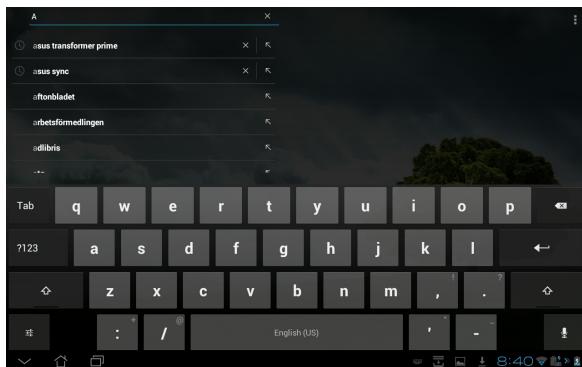 A
asus transformer prime
asus sync
aftonbladet
arbetsförmedlingen
adlibris
Tab q w e r t y u i o p
?123 a s d f g h j k l
z x c v b n m , ! . ?
: + / @ English (US) ' " - _
8:40